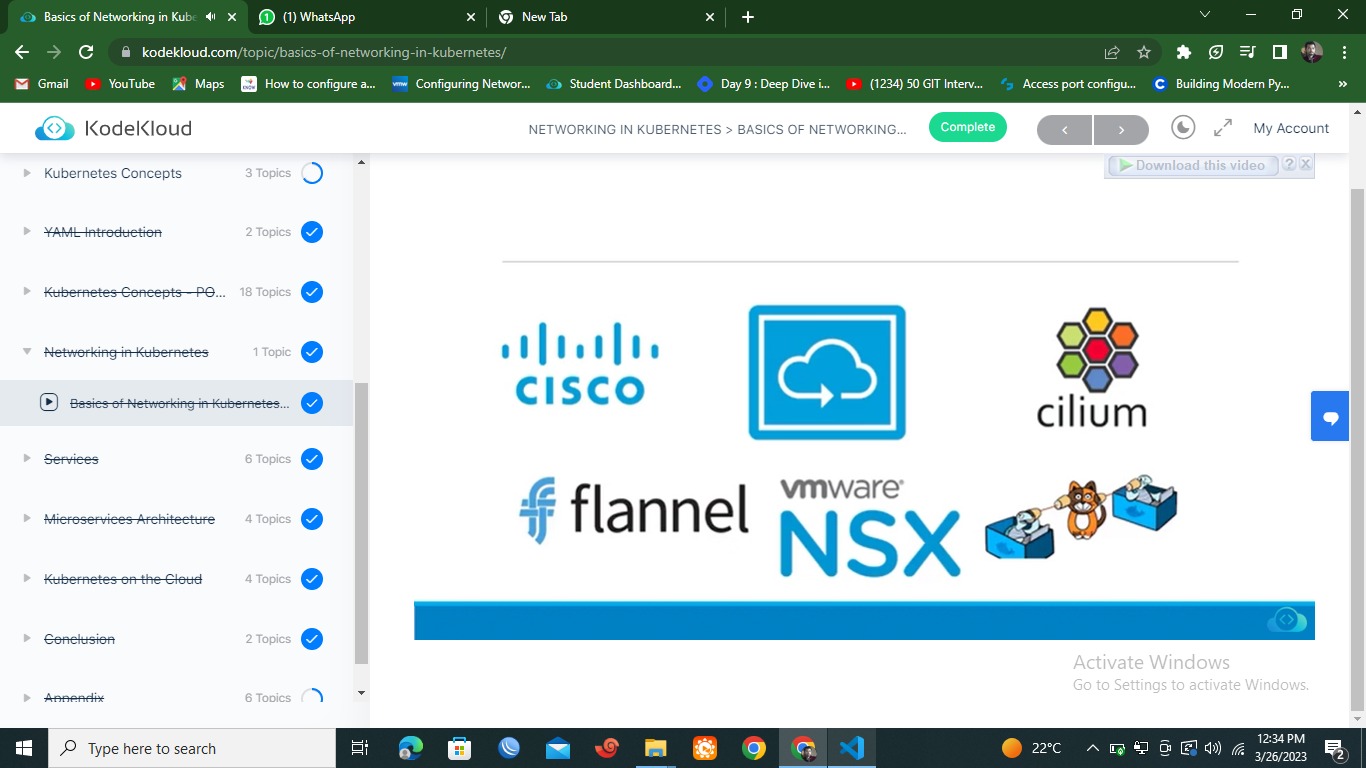 Basics of Networking in Kube
(1) WhatsApp
New Tab
kodekloud.com/topic/basics-of-networking-in-kubernetes/
Gmail
YouTube
Maps
How to configure a...
Configuring Networ...
Student Dashboard...
Day 9 : Deep Dive i...
(1234) 50 GIT Interv...
Access port configu...
Building Modern Py...
»
KodeKloud
NETWORKING IN KUBERNETES > BASICS OF NETWORKING...
Complete
My Account
Download this video
Kubernetes Concepts
3 Topics
YAML Introduction
2 Topics
Kubernetes Concepts - PO...
18 Topics
Networking in Kubernetes
1 Topic
Basics of Networking in Kubernetes...
Services
6 Topics
Microservices Architecture
4 Topics
Kubernetes on the Cloud
4 Topics
Conclusion
2 Topics
Appendix
6 Topics
CISCO
cilium
flannel
vmware®
NSX
Activate Windows
Go to Settings to activate Windows.
Type here to search
22°C
12:34 PM
3/26/2023
2